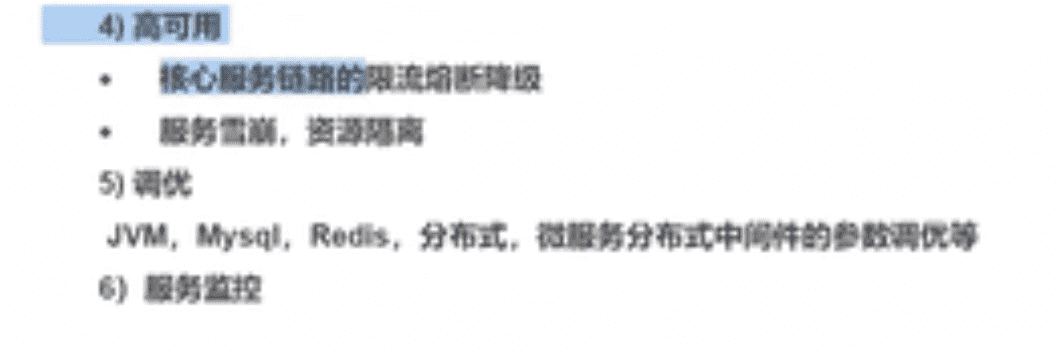 4) 高可用
• 核心服务链路的限流熔断降级
• 服务雪崩，资源隔离
5) 调优
JVM，Mysql，Redis，分布式，微服务分布式中间件的参数调优等
6) 服务监控